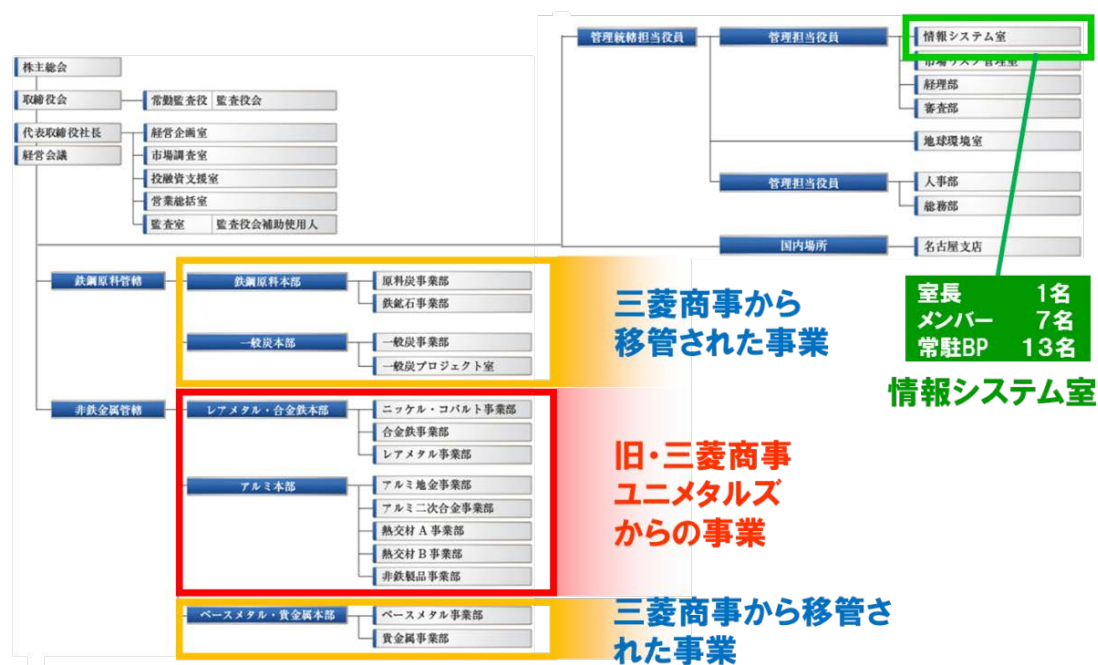 株主総会
取締役会
常勤監査役 監査役会
代表取締役社長
経営会議
経営企画室
市場調査室
投融資支援室
営業総括室
監査室 監査役会補助使用人
管理統轄担当役員
管理担当役員
情報システム室
市場リスク管理室
経理部
審査部
地球環境室
管理担当役員
人事部
総務部
国内場所
名古屋支店
室長 1名
メンバー 7名
常駐BP 13名
情報システム室
鉄鋼原料管轄
鉄鋼原料本部
原料炭事業部
鉄鉱石事業部
一般炭本部
一般炭事業部
一般炭プロジェクト室
三菱商事から
移管された事業
非鉄金属管轄
レアメタル・合金鉄本部
ニッケル・コバルト事業部
合金鉄事業部
レアメタル事業部
アルミ本部
アルミ地金事業部
アルミ二次合金事業部
熱交材 A 事業部
熱交材 B 事業部
非鉄製品事業部
旧・三菱商事
ユニメタルズ
からの事業
ベースメタル・貴金属本部
ベースメタル事業部
貴金属事業部
三菱商事から移管さ
れた事業